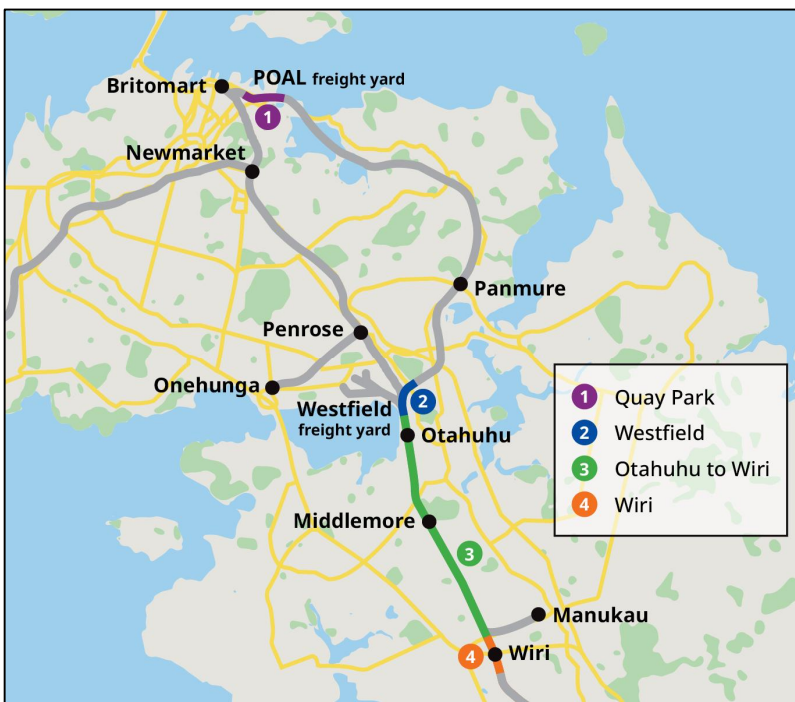 POAL freight yard
Britomart
1
Newmarket
Panmure
Penrose
Onehunga
Westfield
freight yard
2
Otahuhu
1 Quay Park
2 Westfield
3 Otahuhu to Wiri
4 Wiri
Middlemore
3
Manukau
4
Wiri